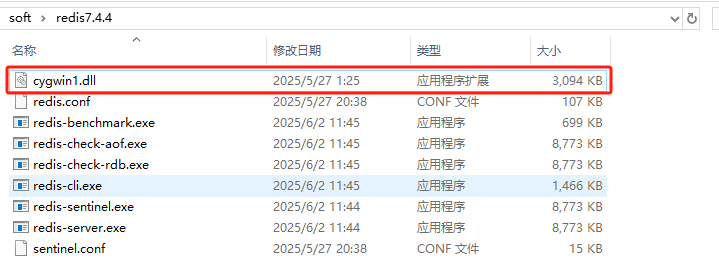 soft › redis7.4.4
名称 修改日期 类型 大小
cygwin1.dll 2025/5/27 1:25 应用程序扩展 3,094 KB
redis.conf 2025/5/27 20:38 CONF 文件 107 KB
redis-benchmark.exe 2025/6/2 11:45 应用程序 699 KB
redis-check-aof.exe 2025/6/2 11:45 应用程序 8,773 KB
redis-check-rdb.exe 2025/6/2 11:45 应用程序 8,773 KB
redis-cli.exe 2025/6/2 11:45 应用程序 1,466 KB
redis-sentinel.exe 2025/6/2 11:44 应用程序 8,773 KB
redis-server.exe 2025/6/2 11:44 应用程序 8,773 KB
sentinel.conf 2025/5/27 20:38 CONF 文件 15 KB